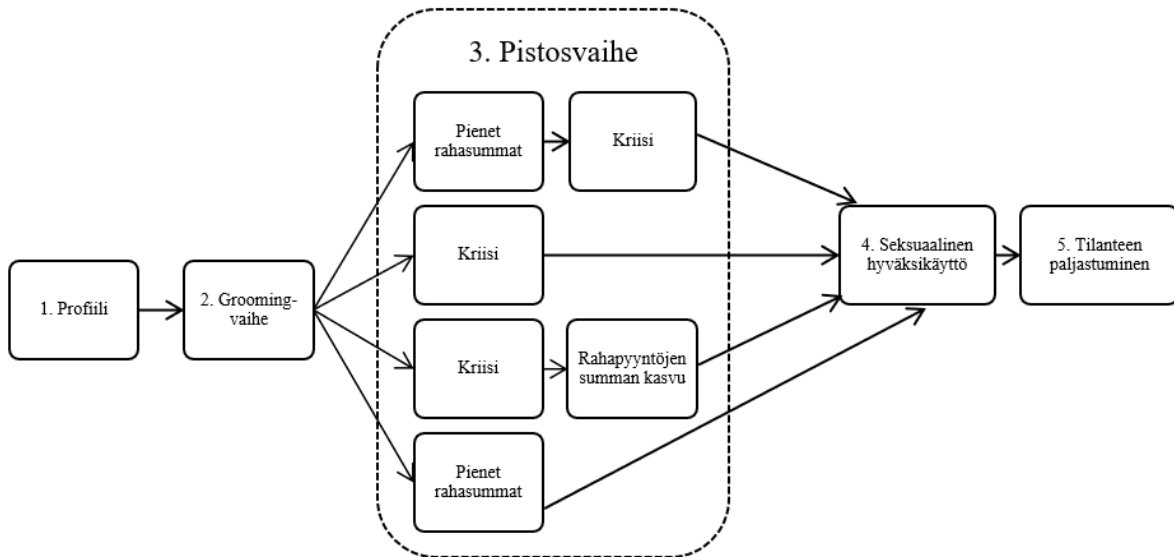 3. Pistosvaihe
Pienet
rahasummat
Kriisi
Kriisi
4. Seksuaalinen
hyväksikäyttö
5. Tilanteen
paljastuminen
1. Profiili
2. Grooming-
vaihe
Kriisi
Rahapyyntöjen
summan kasvu
Pienet
rahasummat